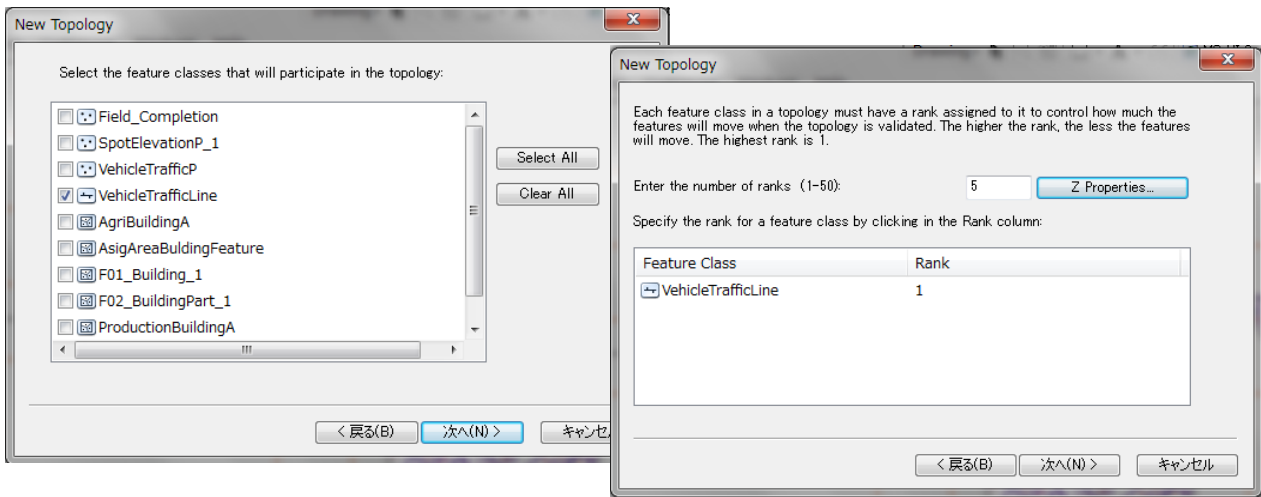 New Topology
Select the feature classes that will participate in the topology:
Field_Completion
SpotElevationP_1
VehicleTrafficP
VehicleTrafficLine
AgriBuildingA
AsigAreaBuldingFeature
F01_Building_1
F02_BuildingPart_1
ProductionBuildingA
Select All
Clear All
< 戻る(B)
次へ(N) >
キャンセ
New Topology
Each feature class in a topology must have a rank assigned to it to control how much the
features will move when the topology is validated. The higher the rank, the less the features
will move. The highest rank is 1.
Enter the number of ranks (1-50):
5
Z Properties...
Specify the rank for a feature class by clicking in the Rank column:
Feature Class
Rank
VehicleTrafficLine
1
< 戻る(B)
次へ(N) >
キャンセル